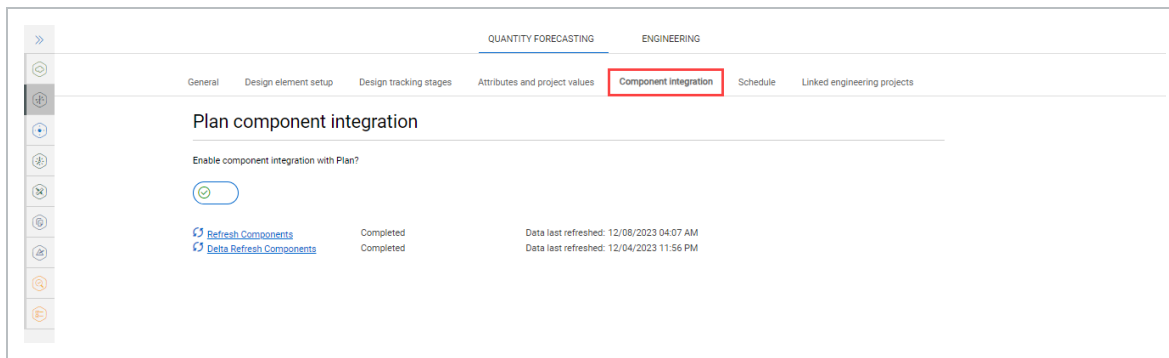 QUANTITY FORECASTING ENGINEERING
General Design element setup Design tracking stages Attributes and project values Component integration Schedule Linked engineering projects
Plan component integration
Enable component integration with Plan?
Refresh Components Completed Data last refreshed: 12/08/2023 04:07 AM
Delta Refresh Components Completed Data last refreshed: 12/04/2023 11:56 PM